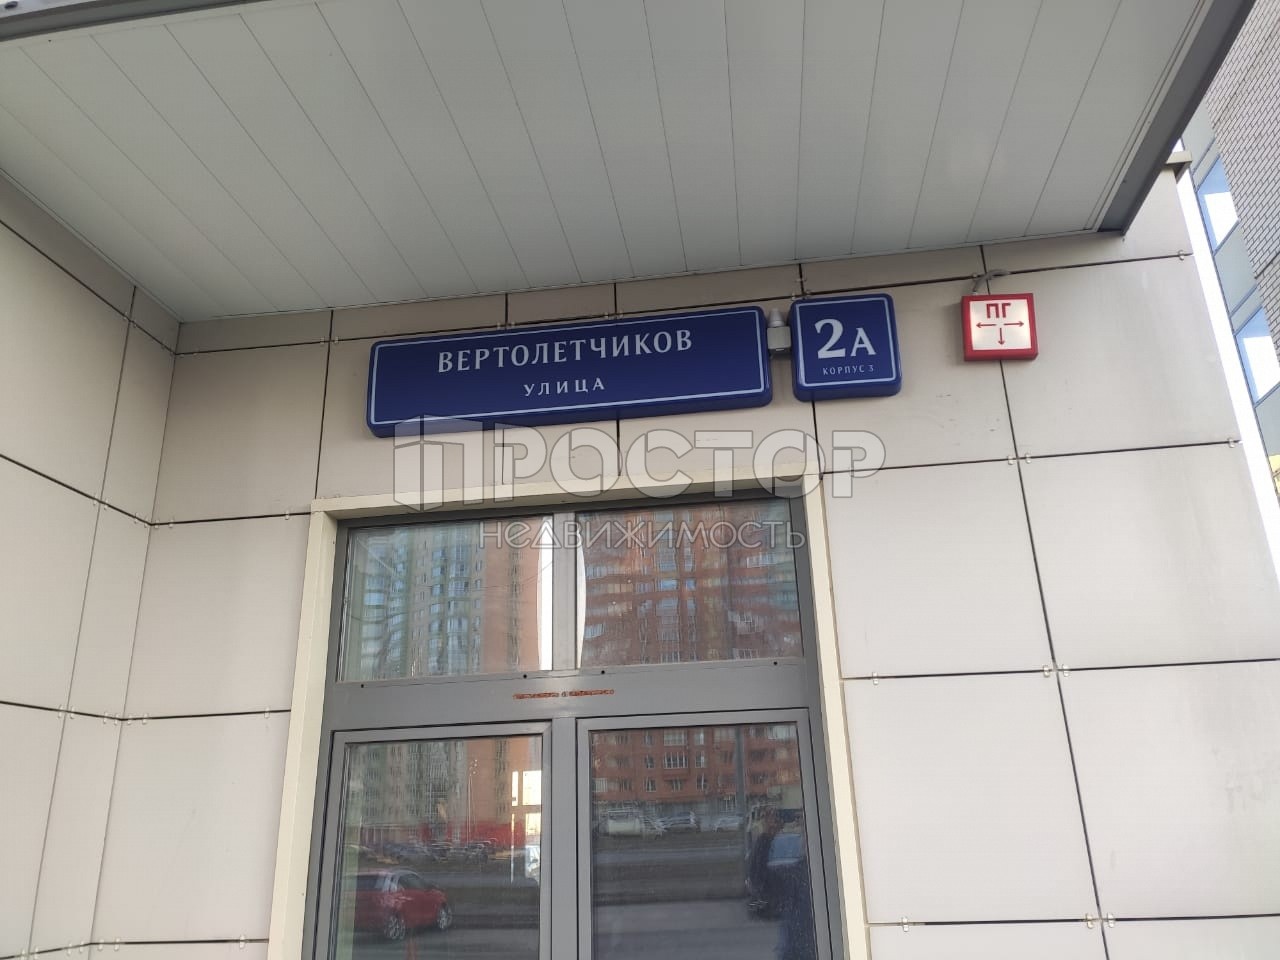 ВЕРТОЛЕТЧИКОВ
УЛИЦА
2А
КОРПУС 3
ПГ
ПРОСТОР
недвижимость